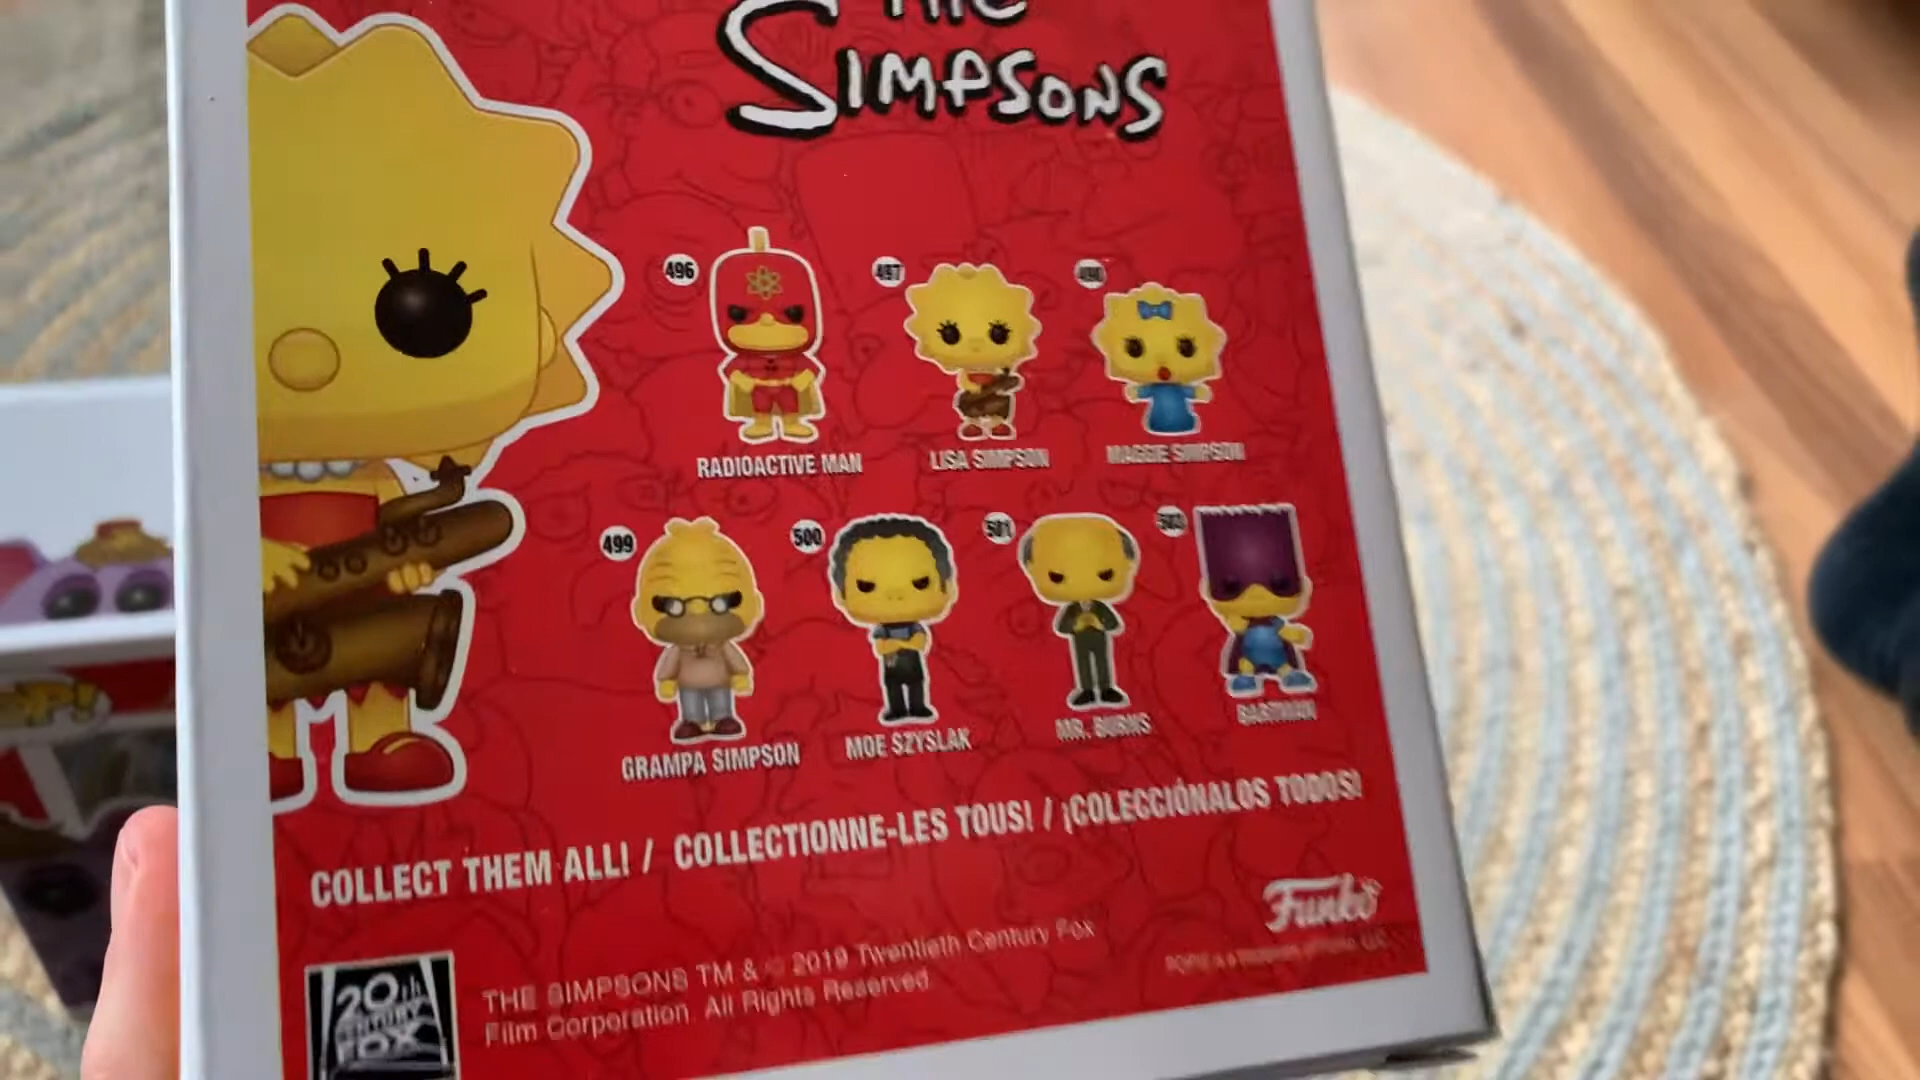 THE
SIMPSONS
496
497
498
RADIOACTIVE MAN
LISA SIMPSON
MAGGIE SIMPSON
499
500
501
503
GRAMPA SIMPSON
MOE SZYSLAK
MR. BURNS
BARTMAN
COLLECT THEM ALL! / COLLECTIONNE-LES TOUS! / ¡COLECCIÓNALOS TODOS!
Funko
20th
CENTURY
FOX
THE SIMPSONS TM & © 2019 Twentieth Century Fox
Film Corporation. All Rights Reserved.